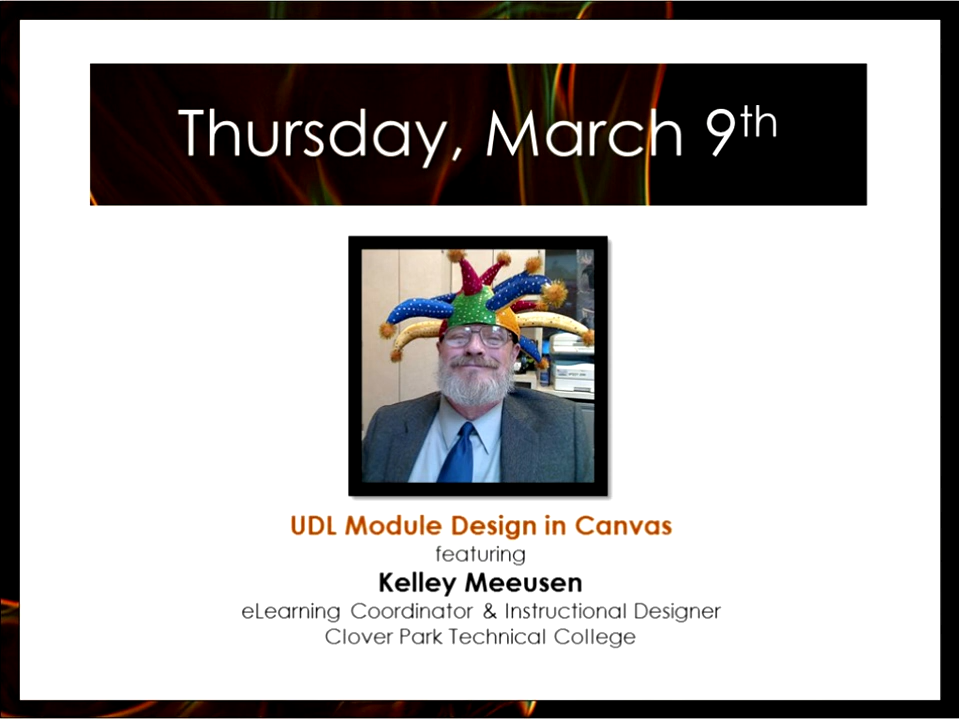 Thursday, March 9th
UDL Module Design in Canvas
featuring
Kelley Meeusen
eLearning Coordinator & Instructional Designer
Clover Park Technical College